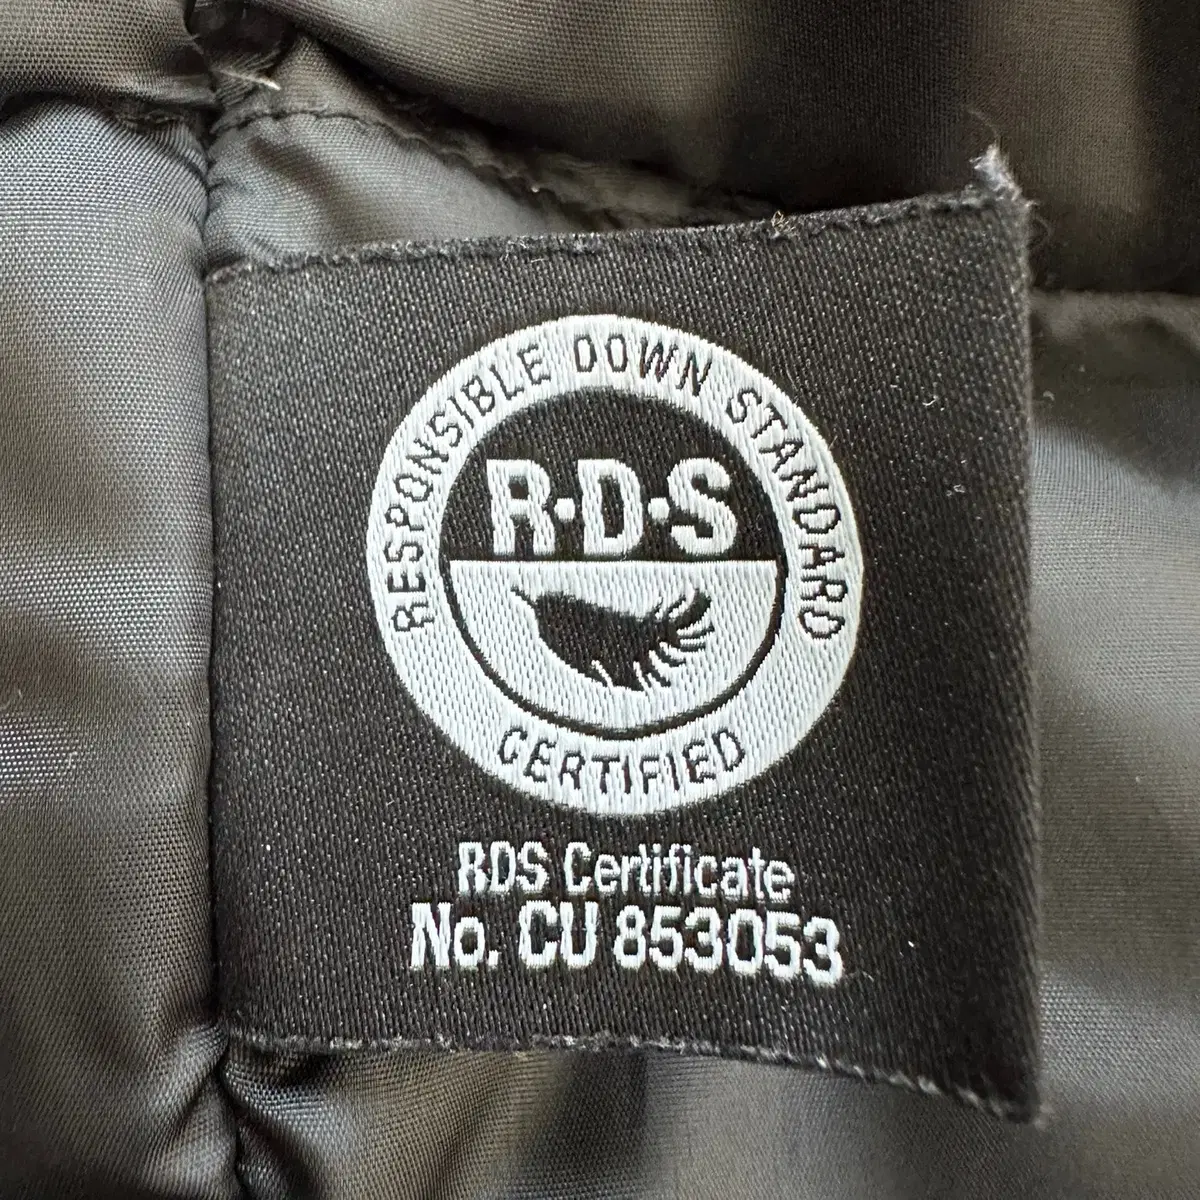 RESPONSIBLE DOWN STANDARD
R·D·S
CERTIFIED
RDS Certificate
No. CU 853053